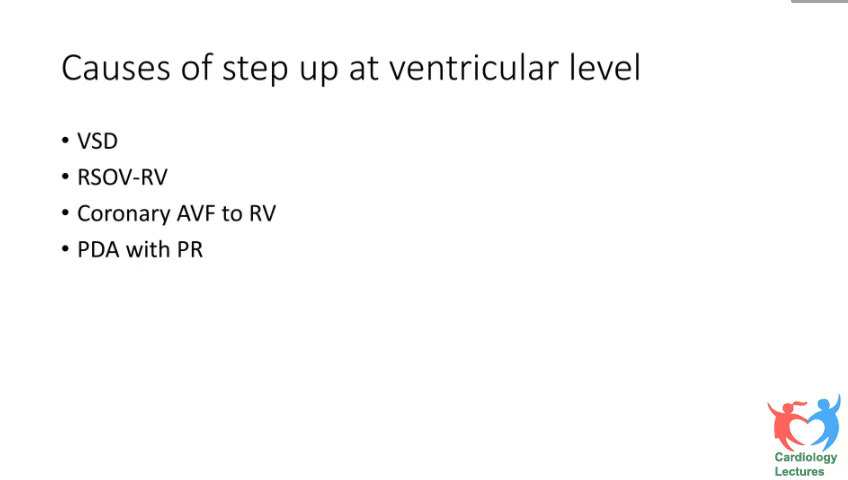 Causes of step up at ventricular level
• VSD
• RSOV-RV
• Coronary AVF to RV
• PDA with PR
Cardiology
Lectures